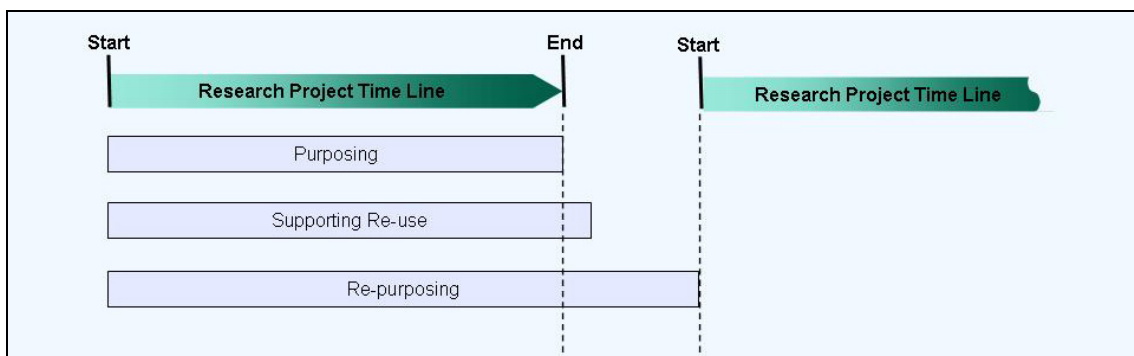 Start
End
Start
Research Project Time Line
Research Project Time Line
Purposing
Supporting Re-use
Re-purposing